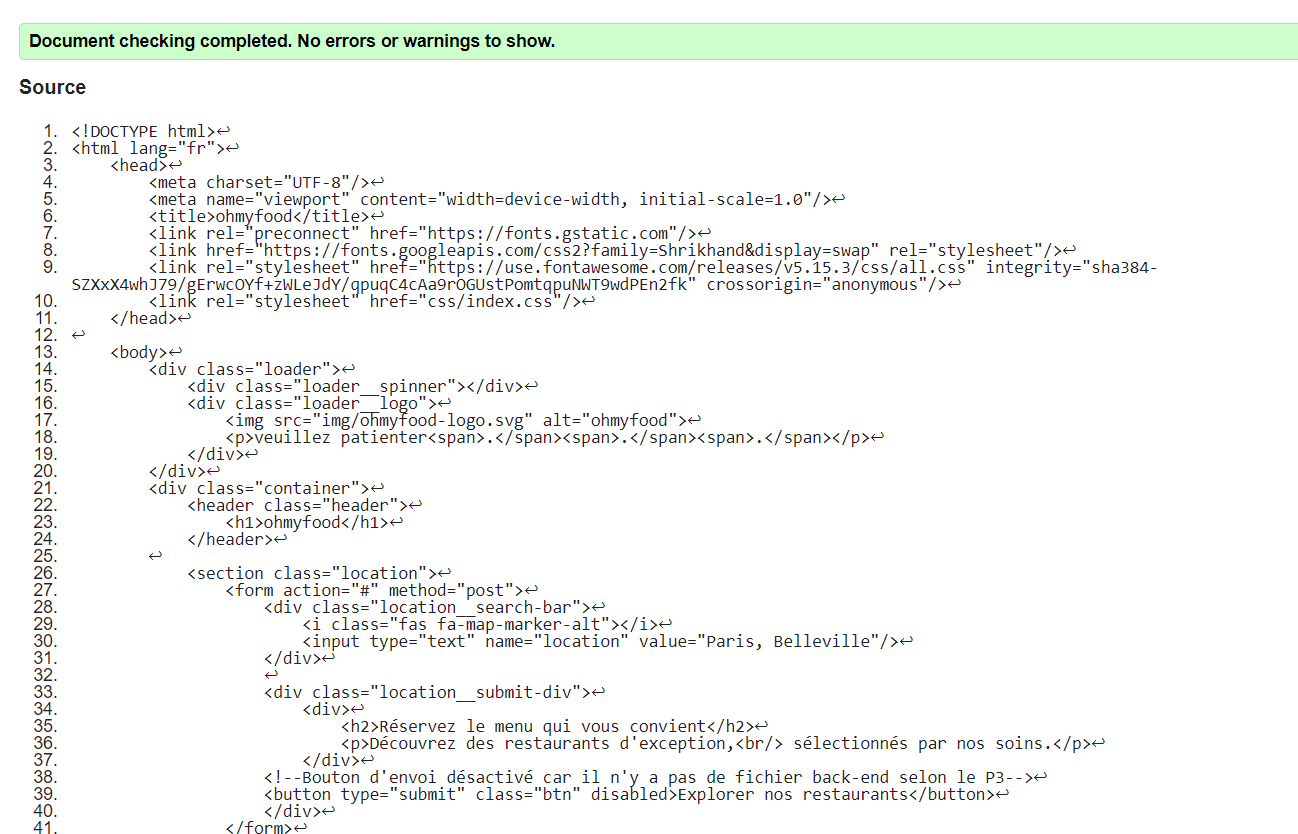 Document checking completed. No errors or warnings to show.
Source
1. <!DOCTYPE html>↩
2. <html lang="fr">↩
3.     <head>↩
4.         <meta charset="UTF-8"/>↩
5.         <meta name="viewport" content="width=device-width, initial-scale=1.0"/>↩
6.         <title>ohmyfood</title>↩
7.         <link rel="preconnect" href="https://fonts.gstatic.com"/>↩
8.         <link href="https://fonts.googleapis.com/css2?family=Shrikhand&display=swap" rel="stylesheet"/>↩
9.         <link rel="stylesheet" href="https://use.fontawesome.com/releases/v5.15.3/css/all.css" integrity="sha384-
SZXxX4whJ79/gErwcOYf+zWLeJdY/qpuqC4cAa9rOGUstPomtqpuNWT9wdPEn2fk" crossorigin="anonymous"/>↩
10.         <link rel="stylesheet" href="css/index.css"/>↩
11.     </head>↩
12. ↩
13.     <body>↩
14.         <div class="loader">↩
15.             <div class="loader__spinner"></div>↩
16.             <div class="loader__logo">↩
17.                 <img src="img/ohmyfood-logo.svg" alt="ohmyfood">↩
18.                 <p>veuillez patienter<span>.</span><span>.</span><span>.</span></p>↩
19.             </div>↩
20.         </div>↩
21.         <div class="container">↩
22.             <header class="header">↩
23.                 <h1>ohmyfood</h1>↩
24.             </header>↩
25.         ↩
26.             <section class="location">↩
27.                 <form action="#" method="post">↩
28.                     <div class="location__search-bar">↩
29.                         <i class="fas fa-map-marker-alt"></i>↩
30.                         <input type="text" name="location" value="Paris, Belleville"/>↩
31.                     </div>↩
32.                     ↩
33.                     <div class="location__submit-div">↩
34.                         <div>↩
35.                             <h2>Réservez le menu qui vous convient</h2>↩
36.                             <p>Découvrez des restaurants d'exception,<br/> sélectionnés par nos soins.</p>↩
37.                         </div>↩
38.                     <!--Bouton d'envoi désactivé car il n'y a pas de fichier back-end selon le P3-->↩
39.                     <button type="submit" class="btn" disabled>Explorer nos restaurants</button>↩
40.                     </div>↩
41.                 </form>↩